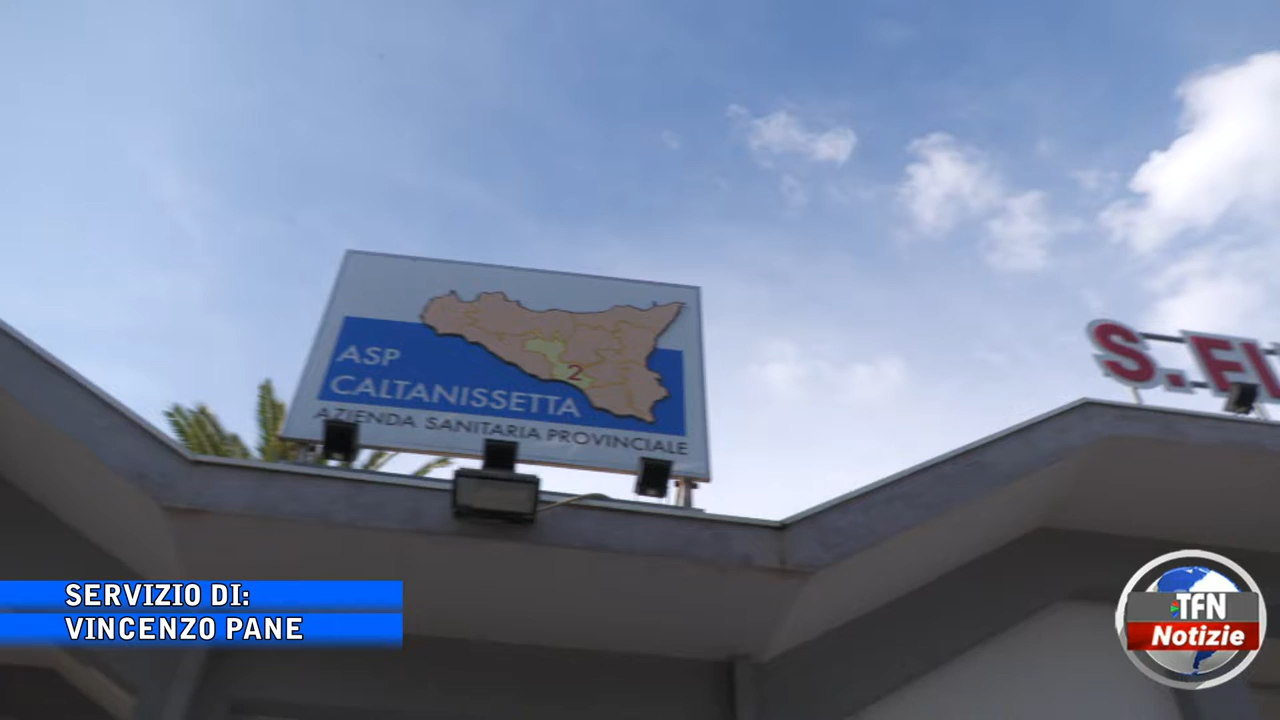 ASP
CALTANISSETTA
2
AZIENDA SANITARIA PROVINCIALE
S.
SERVIZIO DI:
VINCENZO PANE
TFN
Notizie